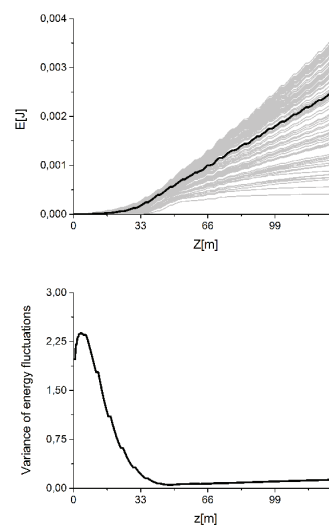 0,004
0,003
E[J]
0,002
0,001
0,000
0 33 66 99
Z[m]
3,00
2,25
Variance of energy fluctuations
1,50
0,75
0,00
0 33 66 99
z[m]